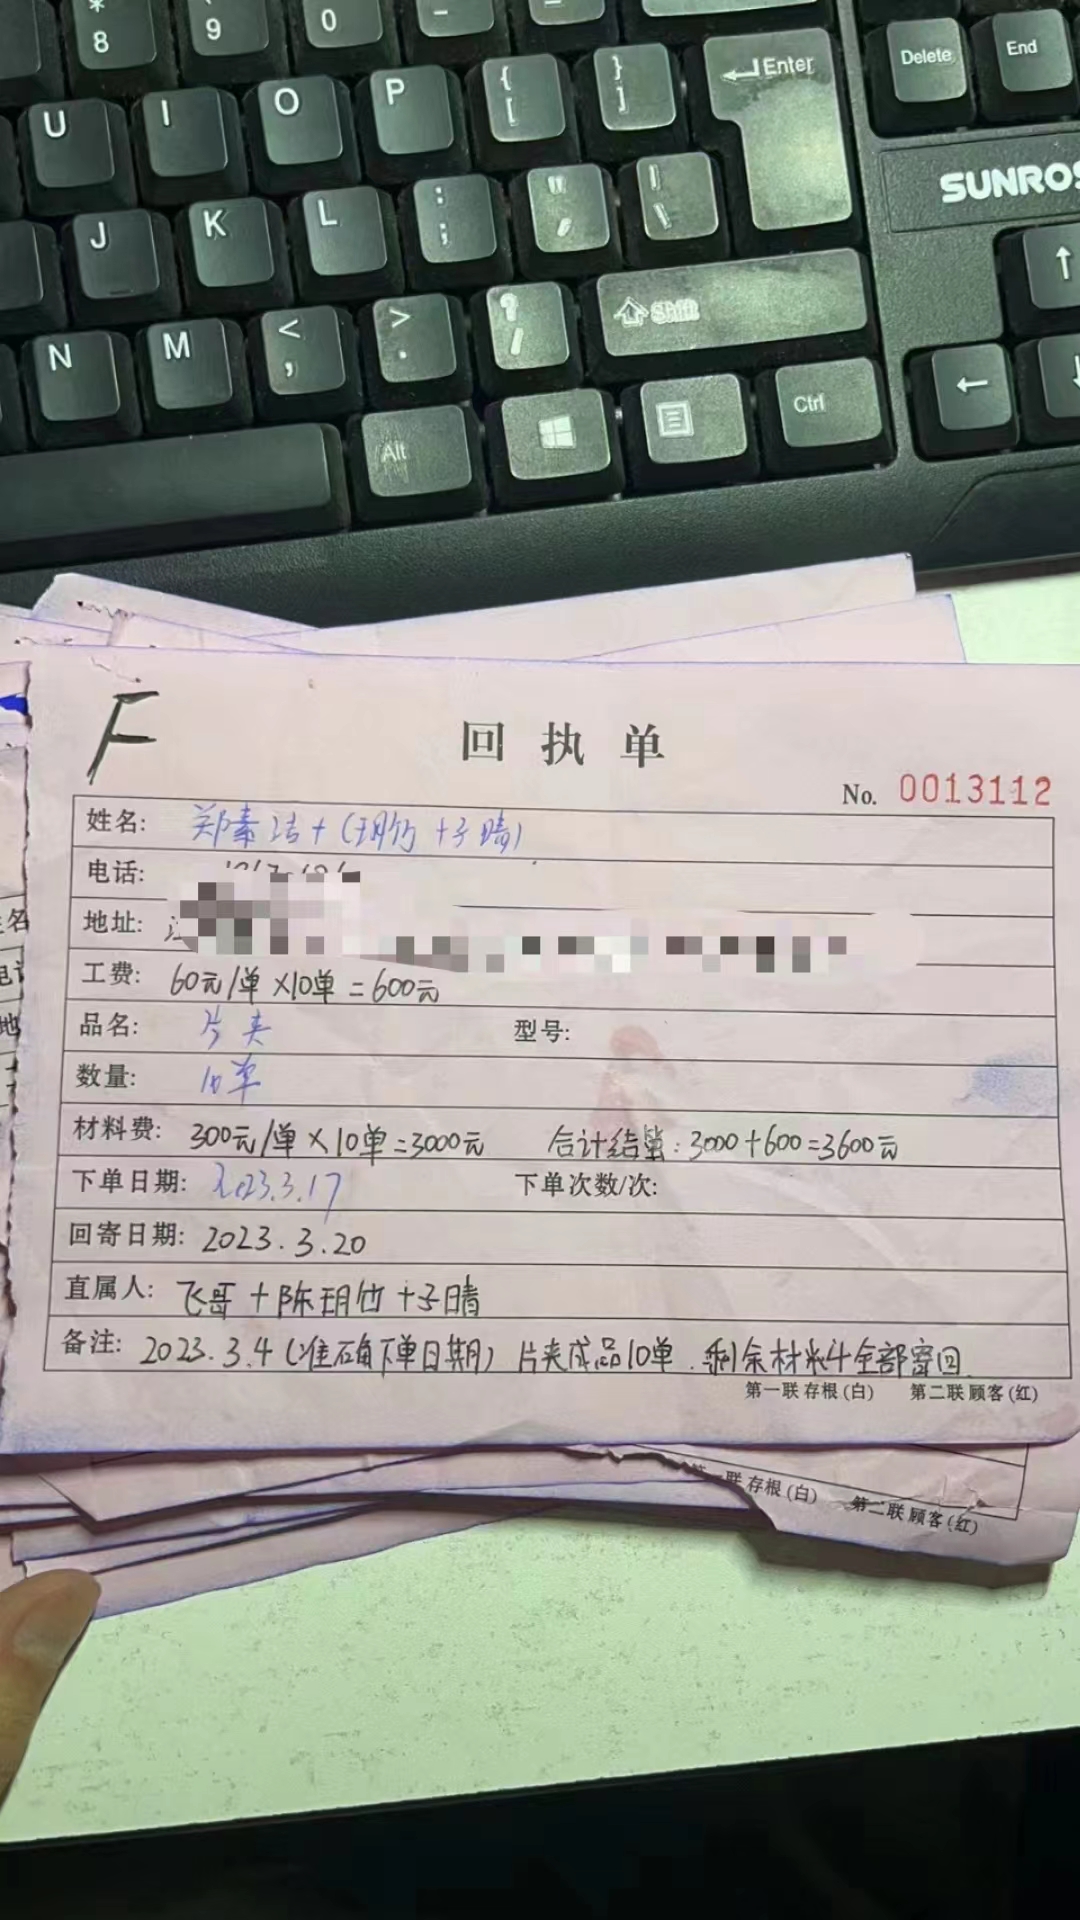 * 8
9
0
U I O P { [ } ] Enter Delete End
SUNROS
J K L : ; " , | \ ↑
N M < , > . ? / Shift ←
Alt Ctrl
F
回执单
No. 0013112
姓名: 郑素洁+(玥竹+子晴)
电话:
地址:
工费: 60元/单×10单=600元
品名: 片夹 型号:
数量: 10单
材料费: 300元/单×10单=3000元 合计结算:3000+600=3600元
下单日期: 2023.3.17 下单次数/次:
回寄日期: 2023.3.20
直属人: 飞哥+陈玥竹+子晴
备注: 2023.3.4(准确下单日期)片夹成品10单.剩余材料全部寄回.
第一联 存根(白) 第二联 顾客(红)
联 存根(白) 第二联 顾客(红)